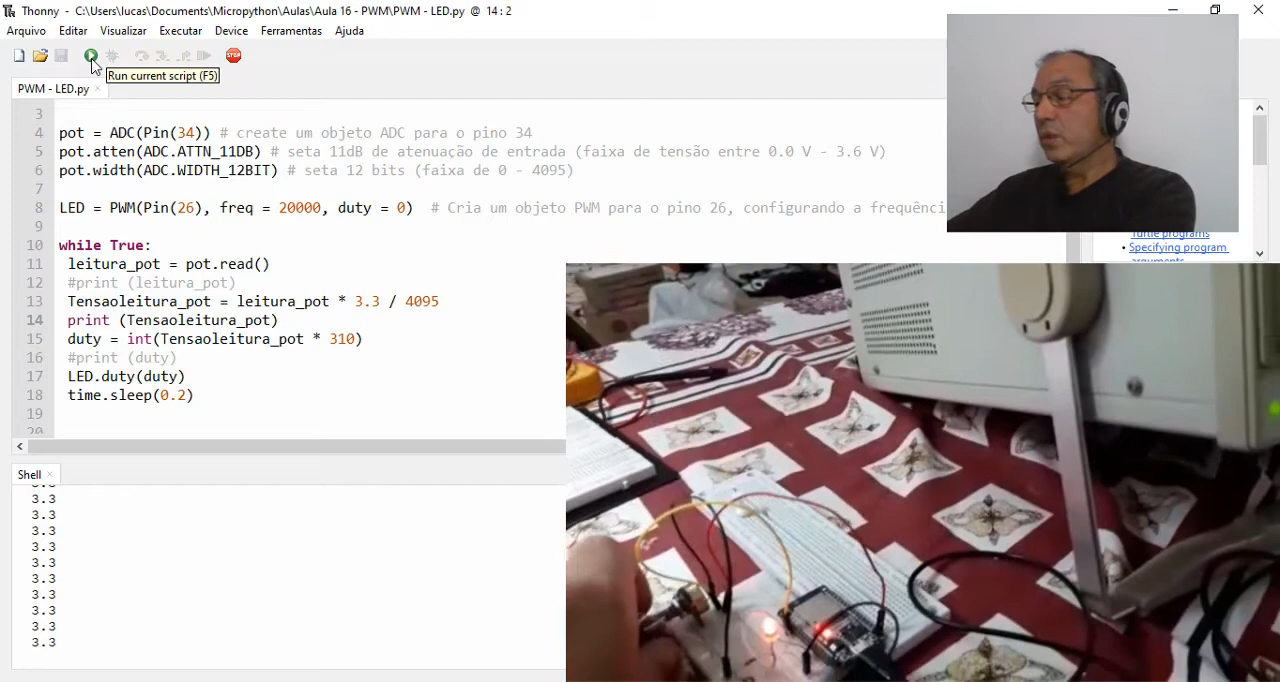 Thonny - C:\Users\lucas\Documents\Micropython\Aulas\Aula 16 - PWM\PWM - LED.py @ 14 : 2
Arquivo Editar Visualizar Executar Device Ferramentas Ajuda
STOP
Run current script (F5)
PWM - LED.py
3
4 pot = ADC(Pin(34)) # create um objeto ADC para o pino 34
5 pot.atten(ADC.ATTN_11DB) # seta 11dB de atenuação de entrada (faixa de tensão entre 0.0 V - 3.6 V)
6 pot.width(ADC.WIDTH_12BIT) # seta 12 bits (faixa de 0 - 4095)
7
8 LED = PWM(Pin(26), freq = 20000, duty = 0) # Cria um objeto PWM para o pino 26, configurando a frequênci
9
10 while True:
11 leitura_pot = pot.read()
12 #print (leitura_pot)
13 Tensaoleitura_pot = leitura_pot * 3.3 / 4095
14 print (Tensaoleitura_pot)
15 duty = int(Tensaoleitura_pot * 310)
16 #print (duty)
17 LED.duty(duty)
18 time.sleep(0.2)
19
20
Turtle programs
• Specifying program
arguments
Shell
3.3
3.3
3.3
3.3
3.3
3.3
3.3
3.3
3.3
3.3
3.3